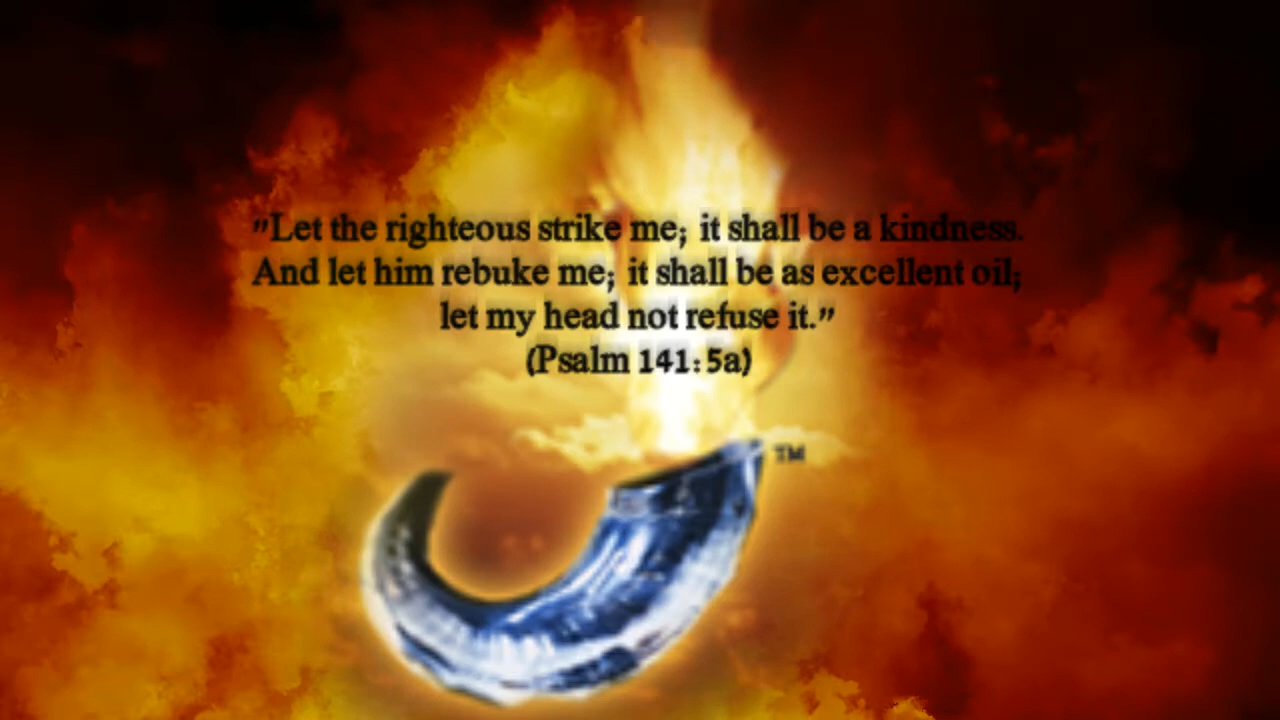 "Let the righteous strike me; it shall be a kindness.
And let him rebuke me; it shall be as excellent oil;
let my head not refuse it."
(Psalm 141:5a)
TM